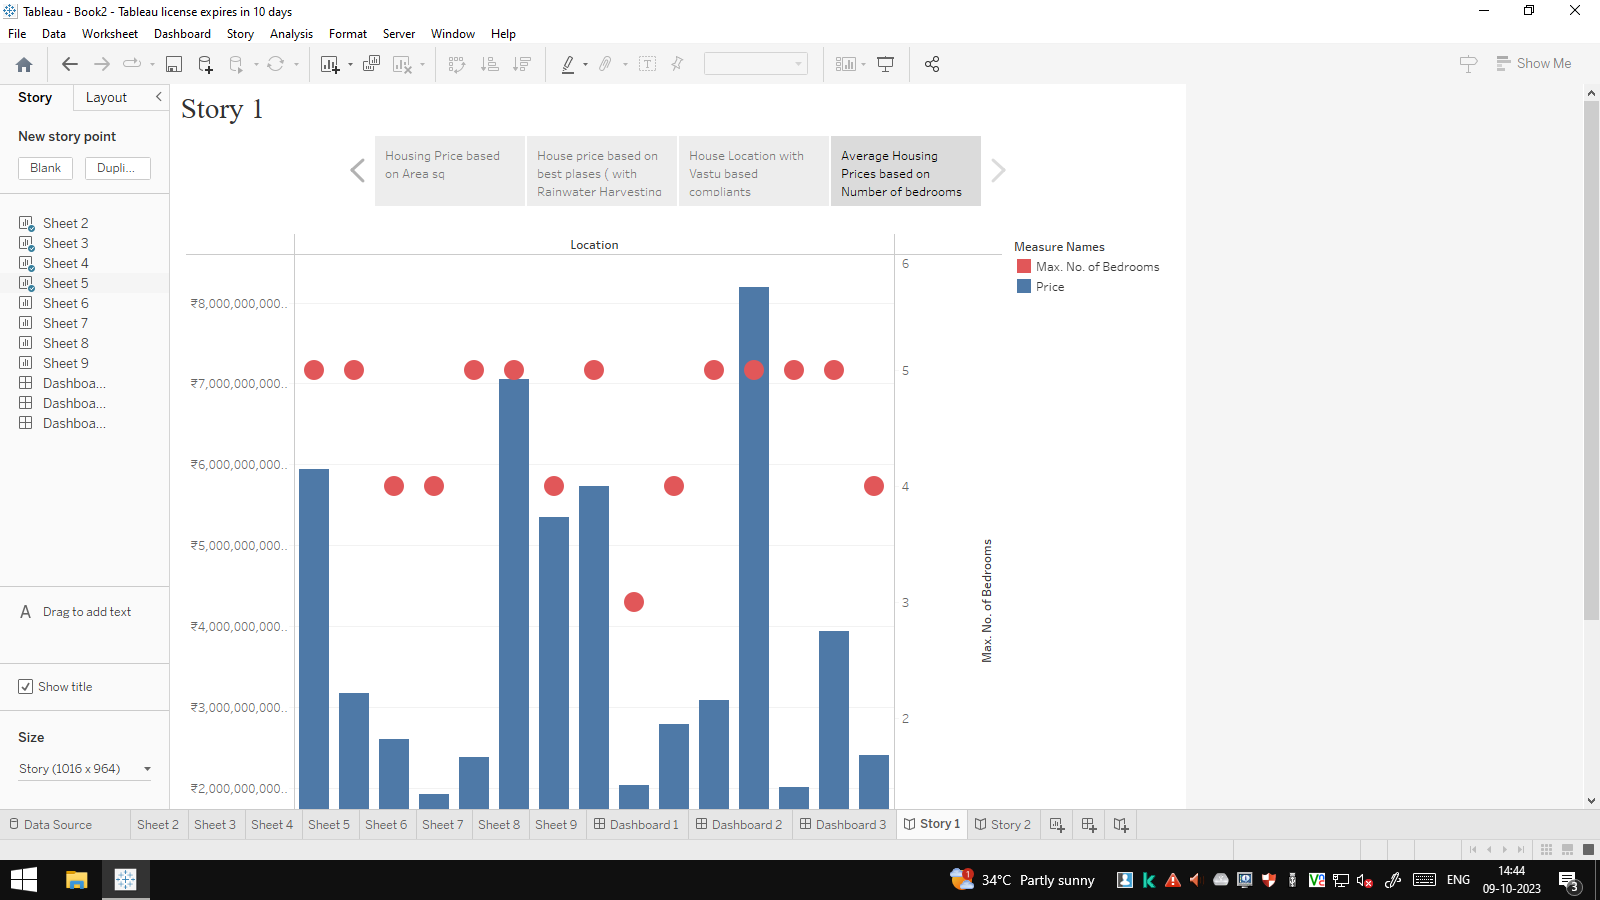 Tableau - Book2 - Tableau license expires in 10 days
File Data Worksheet Dashboard Story Analysis Format Server Window Help
Show Me
Story Layout
New story point
Blank Dupli...
Sheet 2
Sheet 3
Sheet 4
Sheet 5
Sheet 6
Sheet 7
Sheet 8
Sheet 9
Dashboa...
Dashboa...
Dashboa...
A Drag to add text
Show title
Size
Story (1016 x 964)
Story 1
Housing Price based
on Area sq
House price based on
best plases ( with
Rainwater Harvesting
House Location with
Vastu based
compliants
Average Housing
Prices based on
Number of bedrooms
Location
₹8,000,000,000..
₹7,000,000,000..
₹6,000,000,000..
₹5,000,000,000..
₹4,000,000,000..
₹3,000,000,000..
₹2,000,000,000..
6
5
4
3
2
Max. No. of Bedrooms
Measure Names
Max. No. of Bedrooms
Price
Data Source Sheet 2 Sheet 3 Sheet 4 Sheet 5 Sheet 6 Sheet 7 Sheet 8 Sheet 9 Dashboard 1 Dashboard 2 Dashboard 3 Story 1 Story 2
1 34°C Partly sunny ENG 14:44
09-10-2023 3